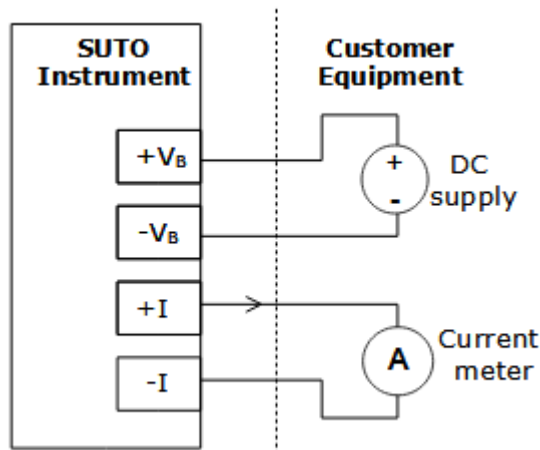 SUTO
Instrument
Customer
Equipment
+VB
-VB
+I
-I
+
-
DC
supply
A
Current
meter